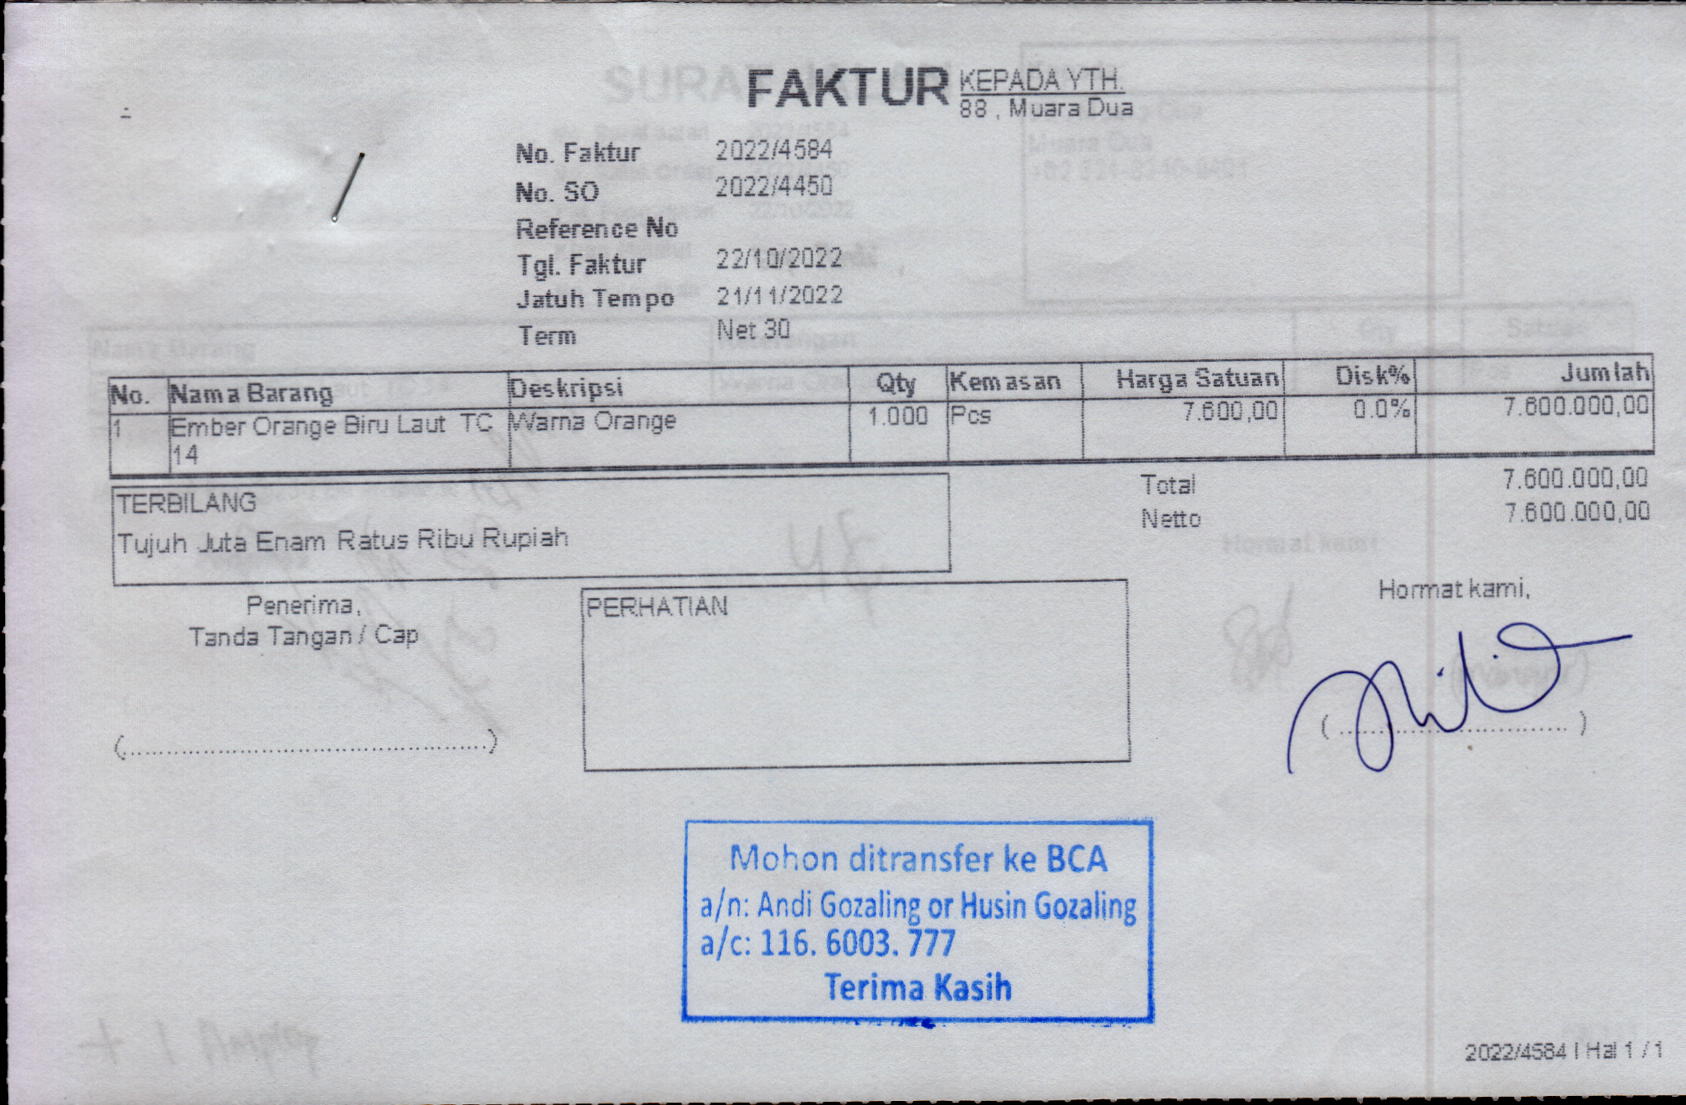 FAKTUR
KEPADA YTH.
88 , Muara Dua
No. Faktur 2022/4584
No. SO 2022/4450
Reference No
Tgl. Faktur 22/10/2022
Jatuh Tempo 21/11/2022
Term Net 30
No. Nama Barang Deskripsi Qty Kemasan Harga Satuan Disk% Jumlah
1 Ember Orange Biru Laut TC Warna Orange 1.000 Pcs 7.600,00 0.0% 7.600.000,00
14
Total 7.600.000,00
Netto 7.600.000,00
TERBILANG
Tujuh Juta Enam Ratus Ribu Rupiah
Penerima,
Tanda Tangan / Cap
(................................................)
PERHATIAN
Hormat kami,
(..............................)
Mohon ditransfer ke BCA
a/n: Andi Gozaling or Husin Gozaling
a/c: 116. 6003. 777
Terima Kasih
2022/4584 | Hal 1 / 1